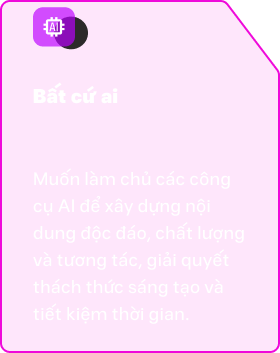 AI
Bất cứ ai
Muốn làm chủ các công
cụ AI để xây dựng nội
dung độc đáo, chất lượng
và tương tác, giải quyết
thách thức sáng tạo và
tiết kiệm thời gian.